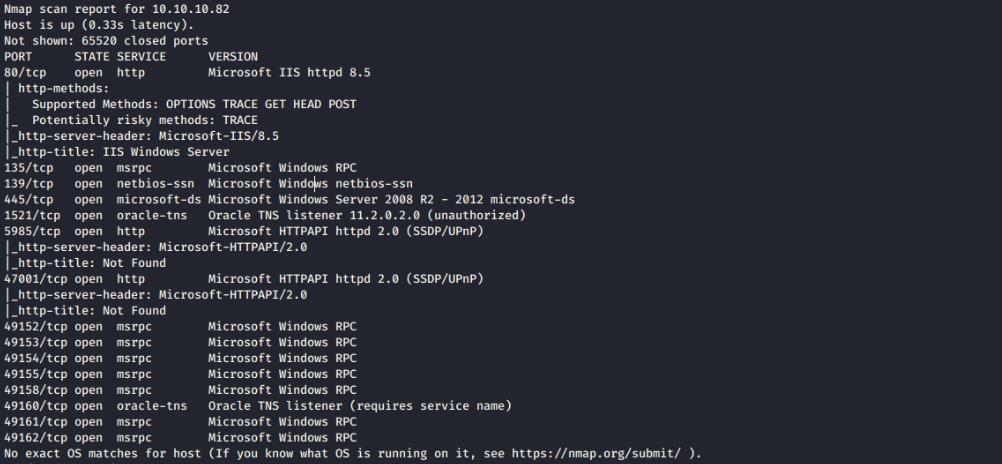 Nmap scan report for 10.10.10.82
Host is up (0.33s latency).
Not shown: 65520 closed ports
PORT      STATE SERVICE      VERSION
80/tcp    open  http         Microsoft IIS httpd 8.5
| http-methods:
|   Supported Methods: OPTIONS TRACE GET HEAD POST
|_  Potentially risky methods: TRACE
|_http-server-header: Microsoft-IIS/8.5
|_http-title: IIS Windows Server
135/tcp   open  msrpc        Microsoft Windows RPC
139/tcp   open  netbios-ssn  Microsoft Windows netbios-ssn
445/tcp   open  microsoft-ds Microsoft Windows Server 2008 R2 - 2012 microsoft-ds
1521/tcp  open  oracle-tns   Oracle TNS listener 11.2.0.2.0 (unauthorized)
5985/tcp  open  http         Microsoft HTTPAPI httpd 2.0 (SSDP/UPnP)
|_http-server-header: Microsoft-HTTPAPI/2.0
|_http-title: Not Found
47001/tcp open  http         Microsoft HTTPAPI httpd 2.0 (SSDP/UPnP)
|_http-server-header: Microsoft-HTTPAPI/2.0
|_http-title: Not Found
49152/tcp open  msrpc        Microsoft Windows RPC
49153/tcp open  msrpc        Microsoft Windows RPC
49154/tcp open  msrpc        Microsoft Windows RPC
49155/tcp open  msrpc        Microsoft Windows RPC
49158/tcp open  msrpc        Microsoft Windows RPC
49160/tcp open  oracle-tns   Oracle TNS listener (requires service name)
49161/tcp open  msrpc        Microsoft Windows RPC
49162/tcp open  msrpc        Microsoft Windows RPC
No exact OS matches for host (If you know what OS is running on it, see https://nmap.org/submit/ ).